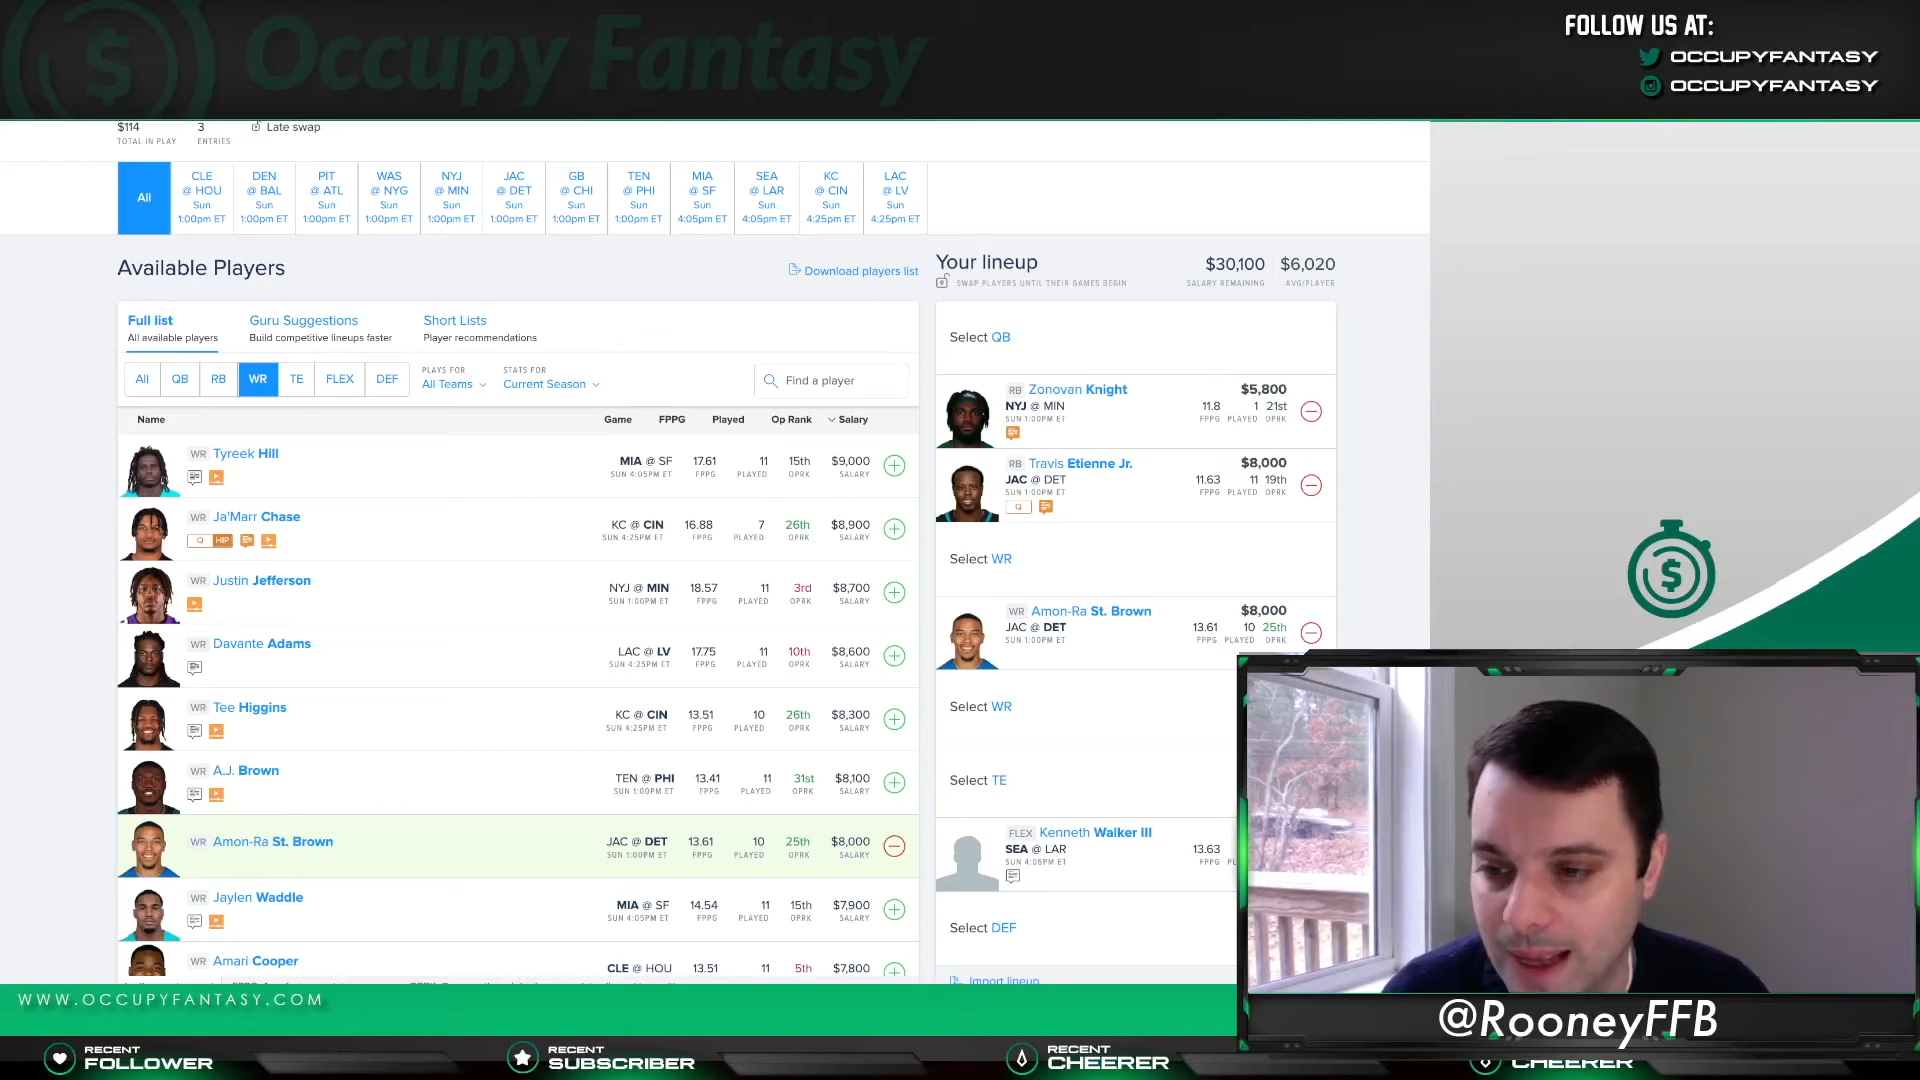 Occupy Fantasy
FOLLOW US AT:
OCCUPYFANTASY
OCCUPYFANTASY
$114
TOTAL IN PLAY
3
ENTRIES
Late swap
All
CLE @ HOU Sun 1:00pm ET
DEN @ BAL Sun 1:00pm ET
PIT @ ATL Sun 1:00pm ET
WAS @ NYG Sun 1:00pm ET
NYJ @ MIN Sun 1:00pm ET
JAC @ DET Sun 1:00pm ET
GB @ CHI Sun 1:00pm ET
TEN @ PHI Sun 1:00pm ET
MIA @ SF Sun 4:05pm ET
SEA @ LAR Sun 4:05pm ET
KC @ CIN Sun 4:25pm ET
LAC @ LV Sun 4:25pm ET
Available Players
Download players list
Full list
All available players
Guru Suggestions
Build competitive lineups faster
Short Lists
Player recommendations
All QB RB WR TE FLEX DEF
PLAYS FOR
All Teams
STATS FOR
Current Season
Find a player
Name Game FPPG Played Op Rank Salary
WR Tyreek Hill MIA @ SF 17.61 11 15th $9,000
SUN 4:05PM ET FPPG PLAYED OPRK SALARY
WR Ja'Marr Chase KC @ CIN 16.88 7 26th $8,900
Q HIP SUN 4:25PM ET FPPG PLAYED OPRK SALARY
WR Justin Jefferson NYJ @ MIN 18.57 11 3rd $8,700
SUN 1:00PM ET FPPG PLAYED OPRK SALARY
WR Davante Adams LAC @ LV 17.75 11 10th $8,600
SUN 4:25PM ET FPPG PLAYED OPRK SALARY
WR Tee Higgins KC @ CIN 13.51 10 26th $8,300
SUN 4:25PM ET FPPG PLAYED OPRK SALARY
WR A.J. Brown TEN @ PHI 13.41 11 31st $8,100
SUN 1:00PM ET FPPG PLAYED OPRK SALARY
WR Amon-Ra St. Brown JAC @ DET 13.61 10 25th $8,000
SUN 1:00PM ET FPPG PLAYED OPRK SALARY
WR Jaylen Waddle MIA @ SF 14.54 11 15th $7,900
SUN 4:05PM ET FPPG PLAYED OPRK SALARY
WR Amari Cooper CLE @ HOU 13.51 11 5th $7,800
Your lineup
SWAP PLAYERS UNTIL THEIR GAMES BEGIN
$30,100
SALARY REMAINING
$6,020
AVG/PLAYER
Select QB
RB Zonovan Knight $5,800
NYJ @ MIN 11.8 1 21st
SUN 1:00PM ET FPPG PLAYED OPRK
RB Travis Etienne Jr. $8,000
JAC @ DET 11.63 11 19th
SUN 1:00PM ET FPPG PLAYED OPRK
Q
Select WR
WR Amon-Ra St. Brown $8,000
JAC @ DET 13.61 10 25th
SUN 1:00PM ET FPPG PLAYED OPRK
Select WR
Select TE
FLEX Kenneth Walker III
SEA @ LAR 13.63
SUN 4:05PM ET FPPG
Select DEF
Import lineup
WWW.OCCUPYFANTASY.COM
@RooneyFFB
RECENT FOLLOWER
RECENT SUBSCRIBER
RECENT CHEERER
CHEERER